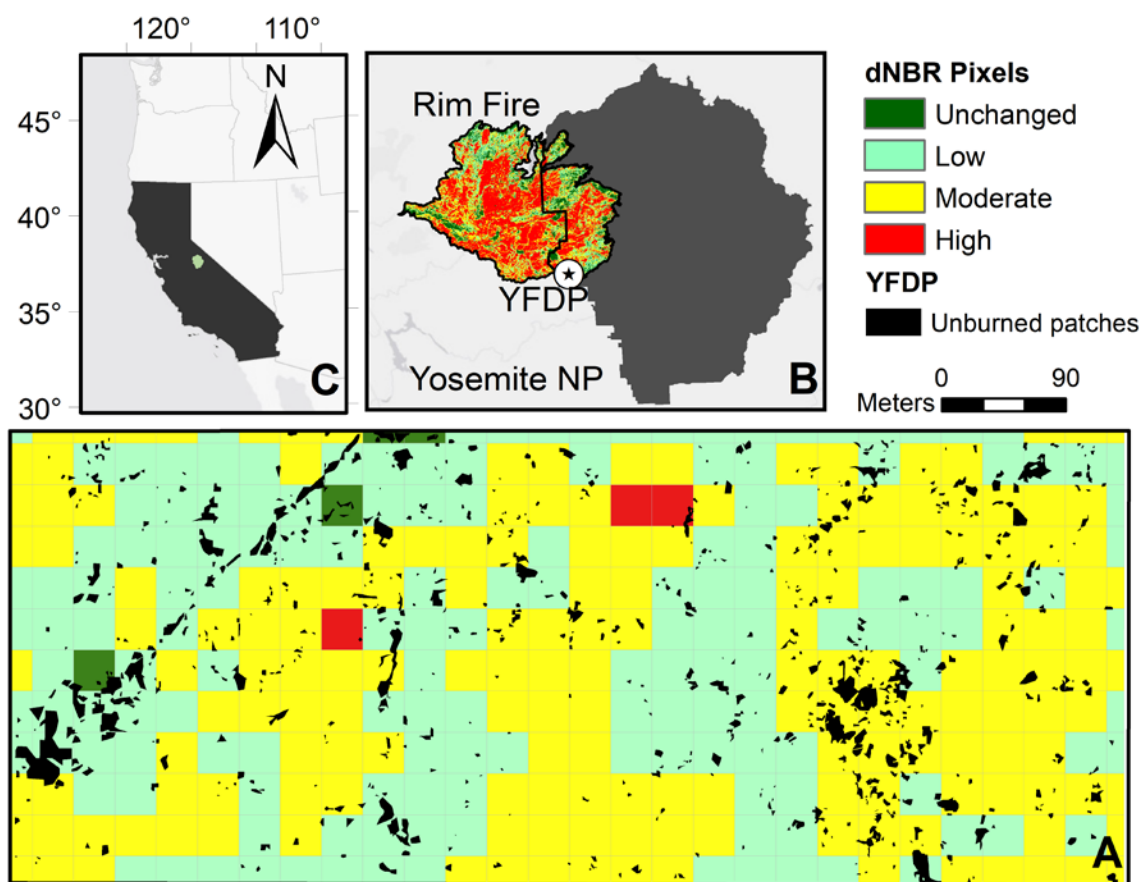 120° 110°
45°
40°
35°
30°
N
C
Rim Fire
YFDP
Yosemite NP
B
dNBR Pixels
Unchanged
Low
Moderate
High
YFDP
Unburned patches
0 90
Meters
A